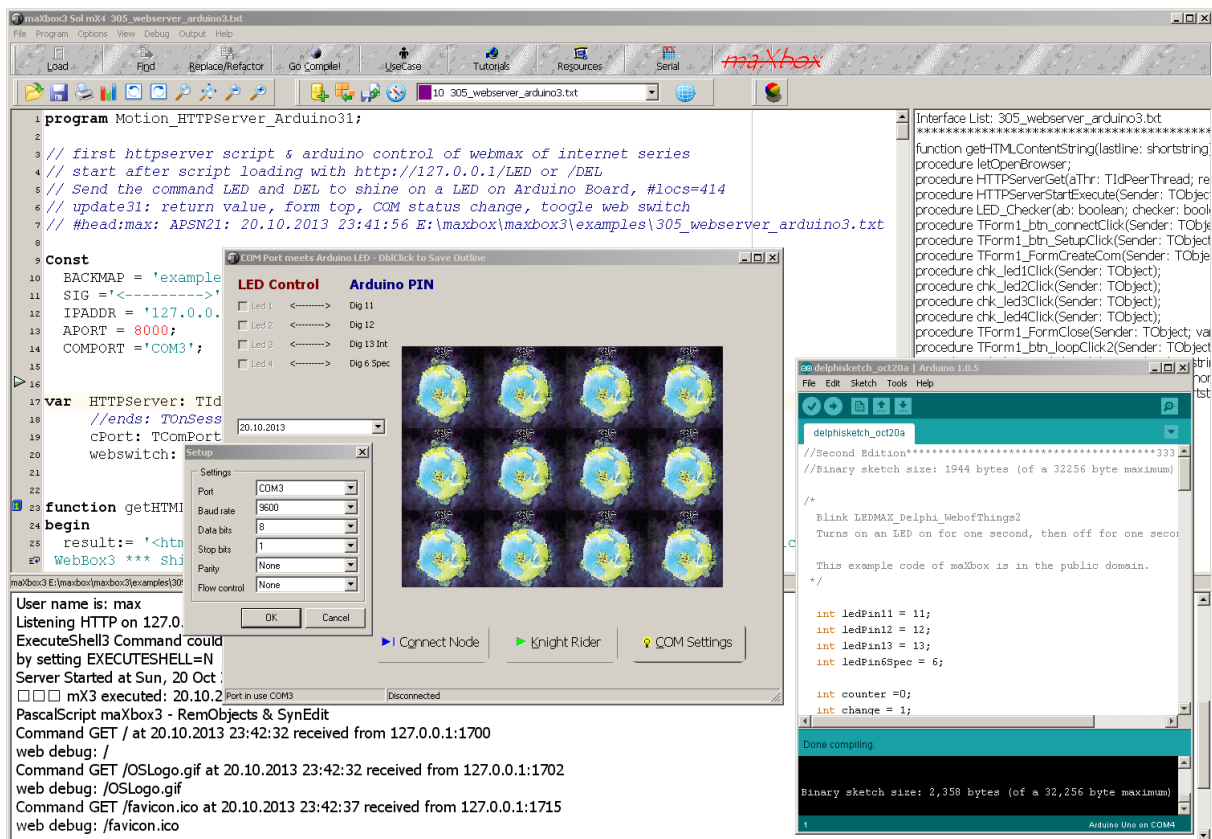 maXbox3 Sol mX4 305_webserver_arduino3.txt
File Program Options View Debug Output Help
Load Find Replace/Refactor Go Compile! UseCase Tutorials Resources Serial maXbox
10 305_webserver_arduino3.txt
1 program Motion_HTTPServer_Arduino31;
2
3 // first httpserver script & arduino control of webmax of internet series
4 // start after script loading with http://127.0.0.1/LED or /DEL
5 // Send the command LED and DEL to shine on a LED on Arduino Board, #locs=414
6 // update31: return value, form top, COM status change, toogle web switch
7 // #head:max: APSN21: 20.10.2013 23:41:56 E:\maxbox\maxbox3\examples\305_webserver_arduino3.txt
8
9 Const
10 BACKMAP = 'example
11 SIG ='<--------->'
12 IPADDR = '127.0.0.
13 APORT = 8000;
14 COMPORT ='COM3';
15
16
17 var HTTPServer: TId
18 //ends: TOnSess
19 cPort: TComPort
20 webswitch:
21
22
23 function getHTMI
24 begin
25 result:= '<htm
WebBox3 *** Shi
Interface List: 305_webserver_arduino3.txt
function getHTMLContentString(lastline: shortstring)
procedure letOpenBrowser;
procedure HTTPServerGet(aThr: TIdPeerThread; re
procedure HTTPServerStartExecute(Sender: TObjec
procedure LED_Checker(ab: boolean; checker: boole
procedure TForm1_btn_connectClick(Sender: TObje
procedure TForm1_btn_SetupClick(Sender: TObject
procedure TForm1_FormCreateCom(Sender: TObje
procedure chk_led1Click(Sender: TObject);
procedure chk_led2Click(Sender: TObject);
procedure chk_led3Click(Sender: TObject);
procedure chk_led4Click(Sender: TObject);
procedure TForm1_FormClose(Sender: TObject; var
procedure TForm1_btn_loopClick2(Sender: TObject
COM Port meets Arduino LED - DblClick to Save Outline
LED Control Arduino PIN
Led 1 <---------> Dig 11
Led 2 <---------> Dig 12
Led 3 <---------> Dig 13 Int
Led 4 <---------> Dig 6 Spec
20.10.2013
Connect Node Knight Rider COM Settings
Port in use COM3 Disconnected
Setup
Settings
Port COM3
Baud rate 9600
Data bits 8
Stop bits 1
Parity None
Flow control None
OK Cancel
delphisketch_oct20a | Arduino 1.0.5
File Edit Sketch Tools Help
delphisketch_oct20a
//Second Edition****************************************333
//Binary sketch size: 1944 bytes (of a 32256 byte maximum)
/*
Blink LEDMAX_Delphi_WebofThings2
Turns on an LED on for one second, then off for one secon
This example code of maXbox is in the public domain.
*/
int ledPin11 = 11;
int ledPin12 = 12;
int ledPin13 = 13;
int ledPin6Spec = 6;
int counter =0;
int change = 1;
Done compiling.
Binary sketch size: 2,358 bytes (of a 32,256 byte maximum)
1 Arduino Uno on COM4
maXbox3 E:\maxbox\maxbox3\examples\305
User name is: max
Listening HTTP on 127.0.
ExecuteShell3 Command could
by setting EXECUTESHELL=N
Server Started at Sun, 20 Oct
mX3 executed: 20.10.2
PascalScript maXbox3 - RemObjects & SynEdit
Command GET / at 20.10.2013 23:42:32 received from 127.0.0.1:1700
web debug: /
Command GET /OSLogo.gif at 20.10.2013 23:42:32 received from 127.0.0.1:1702
web debug: /OSLogo.gif
Command GET /favicon.ico at 20.10.2013 23:42:37 received from 127.0.0.1:1715
web debug: /favicon.ico